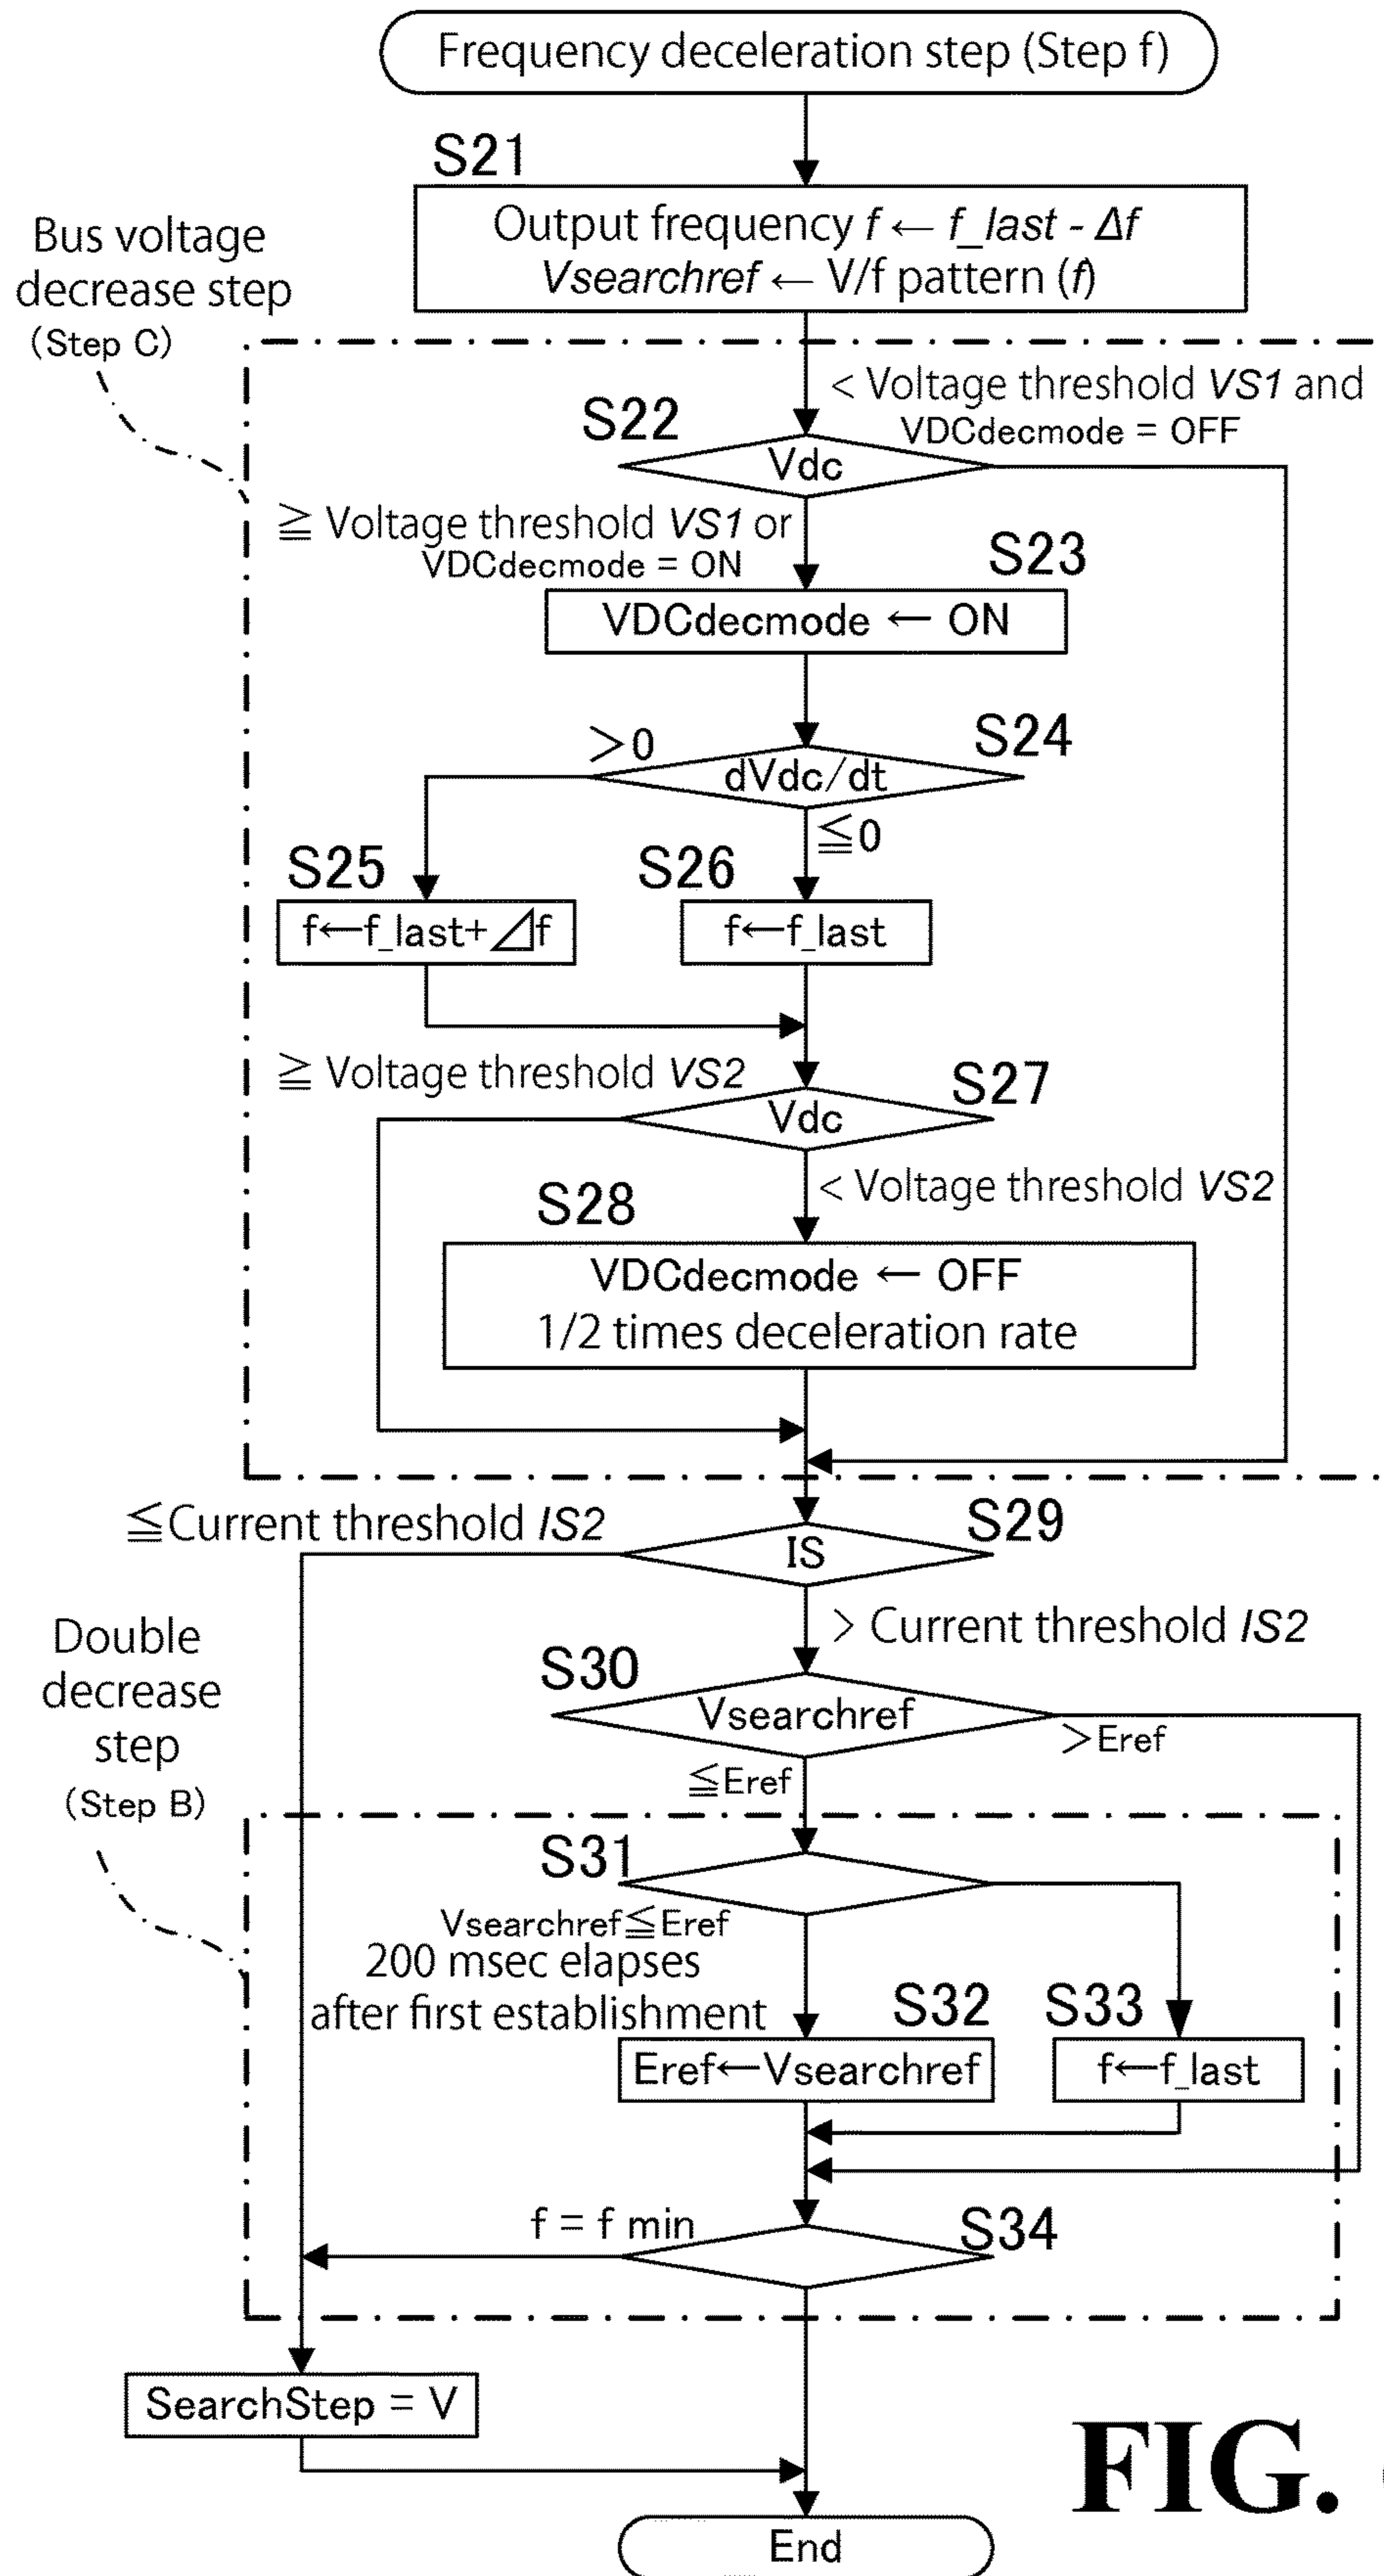 Frequency deceleration step (Step f)
S21
Output frequency f ← f_last - Δf
Vsearchref ← V/f pattern (f)
Bus voltage
decrease step
(Step C)
< Voltage threshold VS1 and
VDCdecmode = OFF
S22
Vdc
≧ Voltage threshold VS1 or
VDCdecmode = ON
S23
VDCdecmode ← ON
S24
>0
dVdc/dt
≦0
S25
f←f_last+⊿f
S26
f←f_last
≧ Voltage threshold VS2
S27
Vdc
< Voltage threshold VS2
S28
VDCdecmode ← OFF
1/2 times deceleration rate
≦Current threshold IS2
S29
IS
> Current threshold IS2
Double
decrease
step
(Step B)
S30
Vsearchref
>Eref
≦Eref
S31
Vsearchref≦Eref
200 msec elapses
after first establishment
S32
Eref←Vsearchref
S33
f←f_last
f = f min
S34
SearchStep = V
FIG.
End